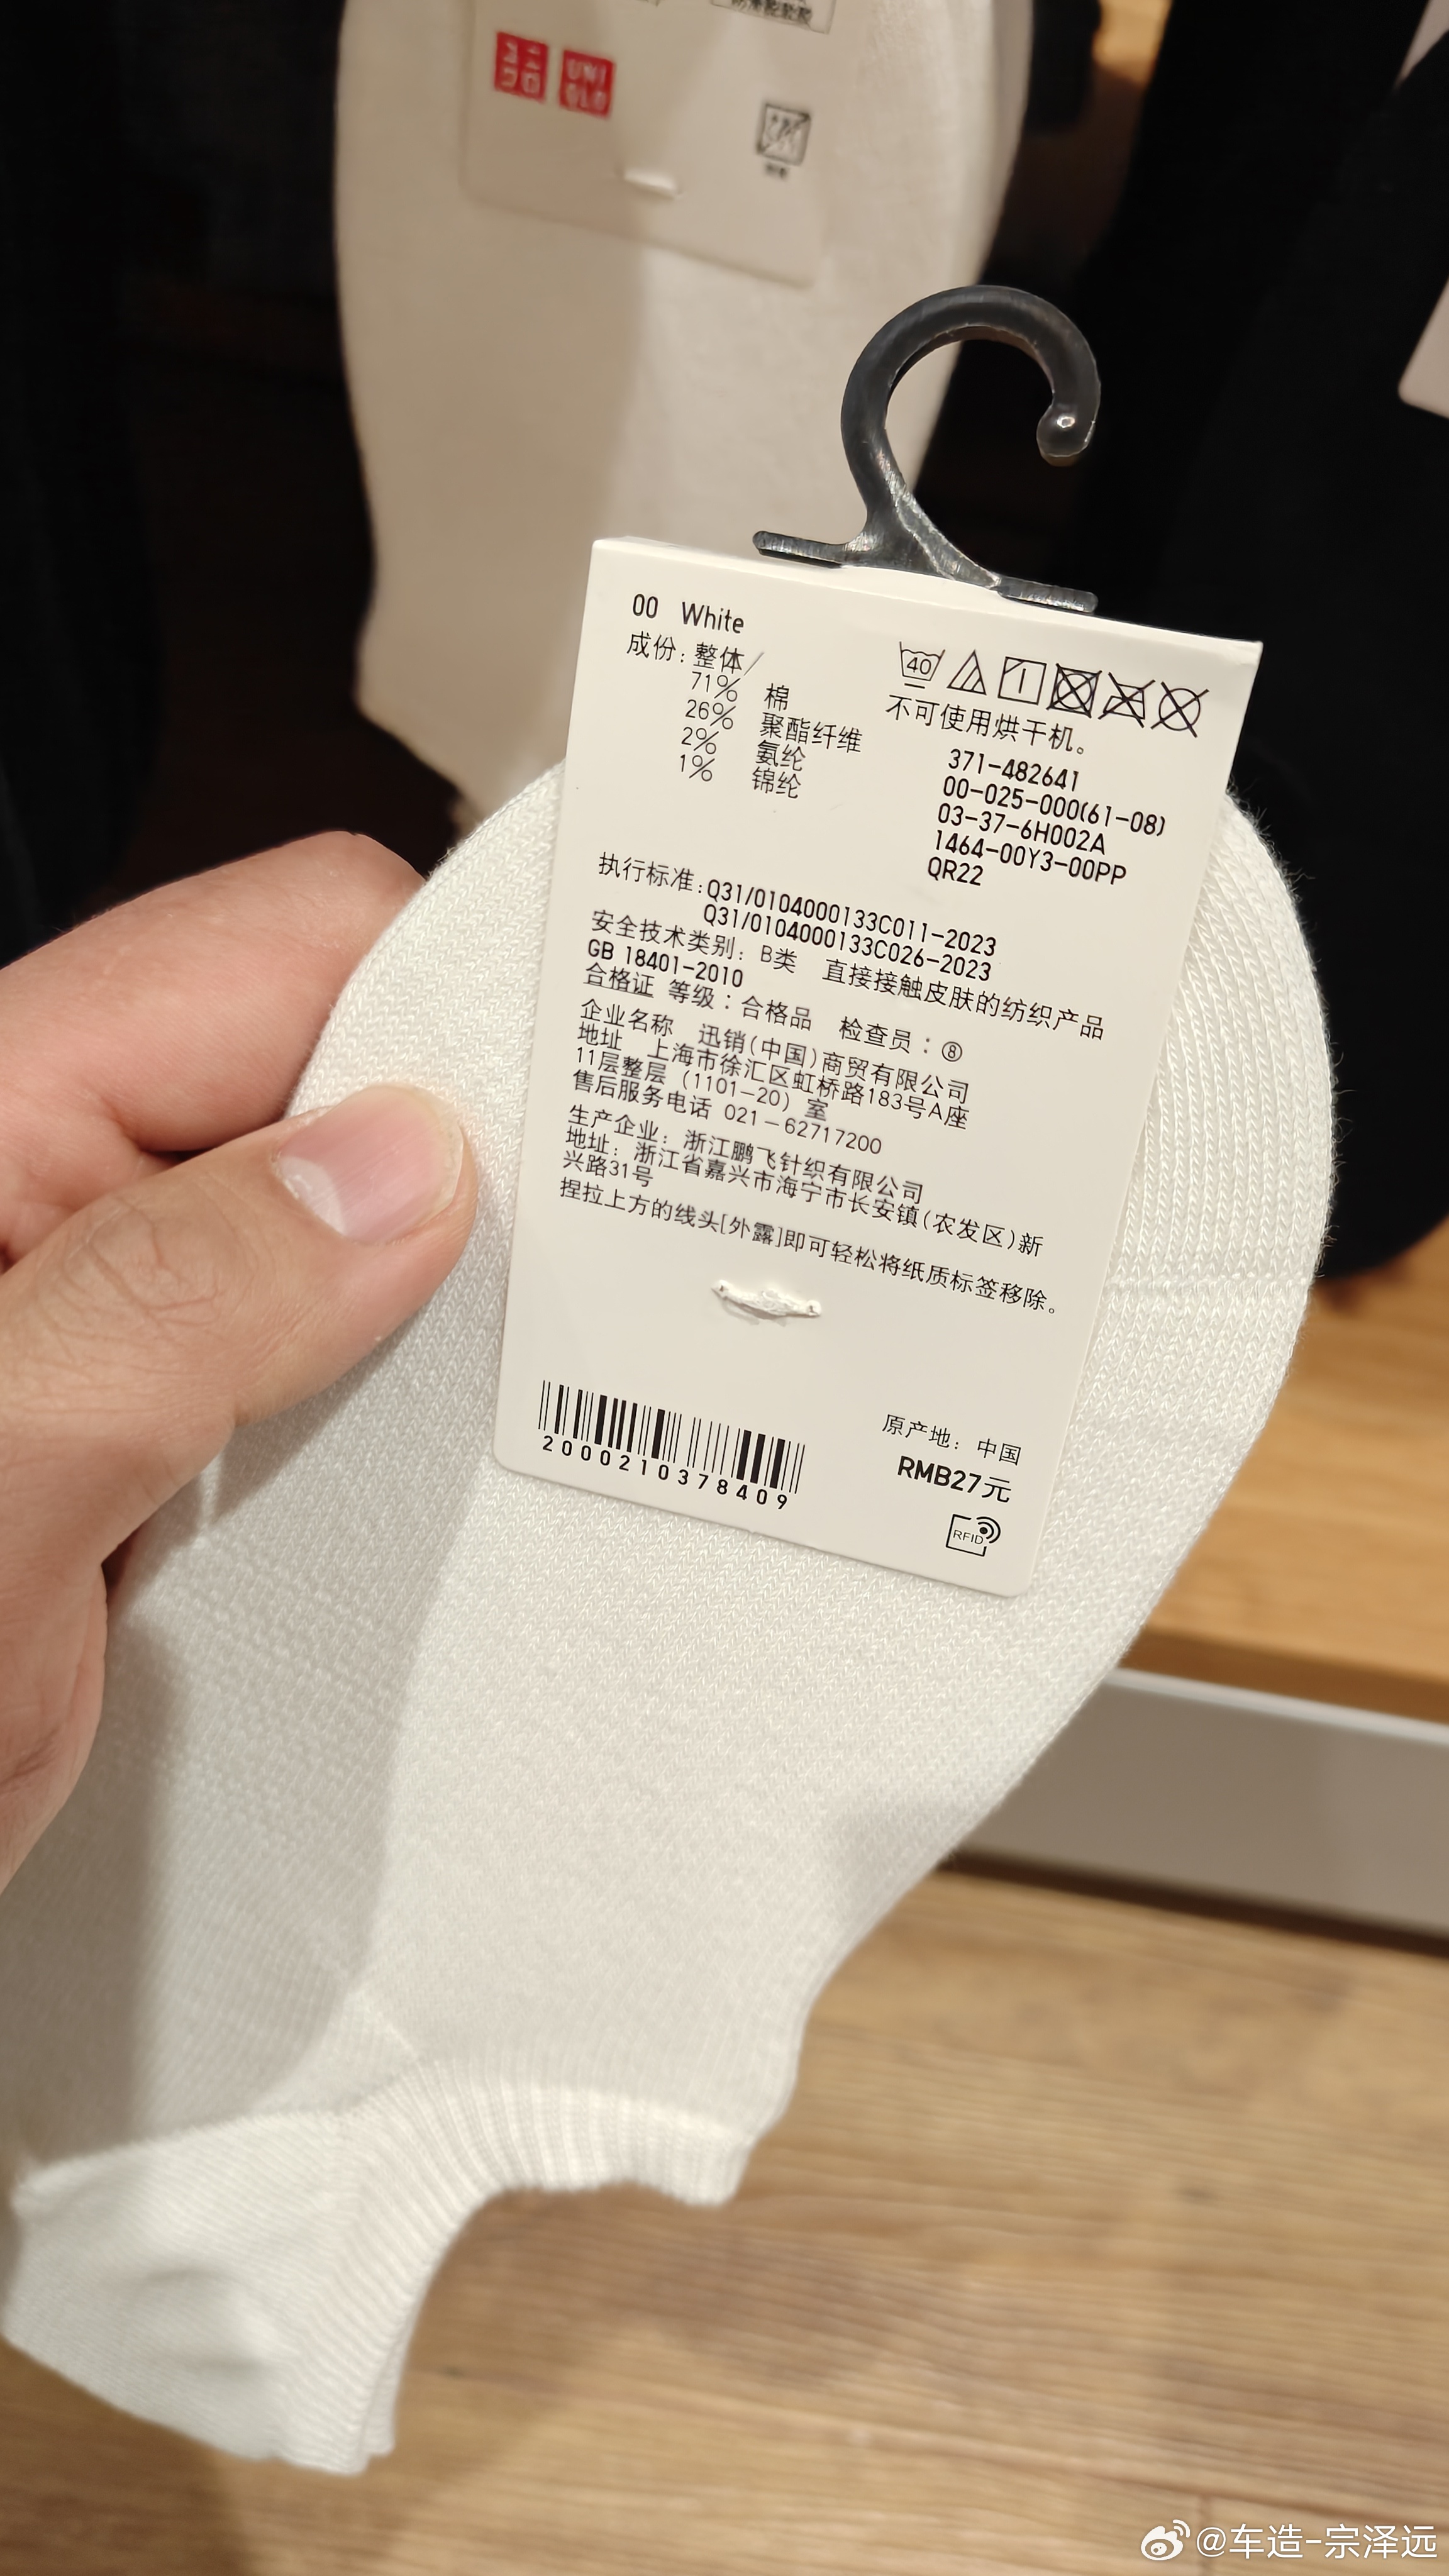 ユニ
クロ
UNI
QLO
00 White
成份：整体
71% 棉
26% 聚酯纤维
2% 氨纶
1% 锦纶
40
不可使用烘干机。
371-482641
00-025-000(61-08)
03-37-6H002A
1464-00Y3-00PP
QR22
执行标准：Q31/0104000133C011-2023
Q31/0104000133C026-2023
安全技术类别：B类 直接接触皮肤的纺织产品
GB 18401-2010
合格证 等级：合格品 检查员：⑧
企业名称 迅销(中国)商贸有限公司
地址 上海市徐汇区虹桥路183号A座
11层整层 (1101-20) 室
售后服务电话 021-62717200
生产企业：浙江鹏飞针织有限公司
地址：浙江省嘉兴市海宁市长安镇(农发区)新
兴路31号
捏拉上方的线头[外露]即可轻松将纸质标签移除。
2000210378409
原产地：中国
RMB27元
RFID
@车造-宗泽远